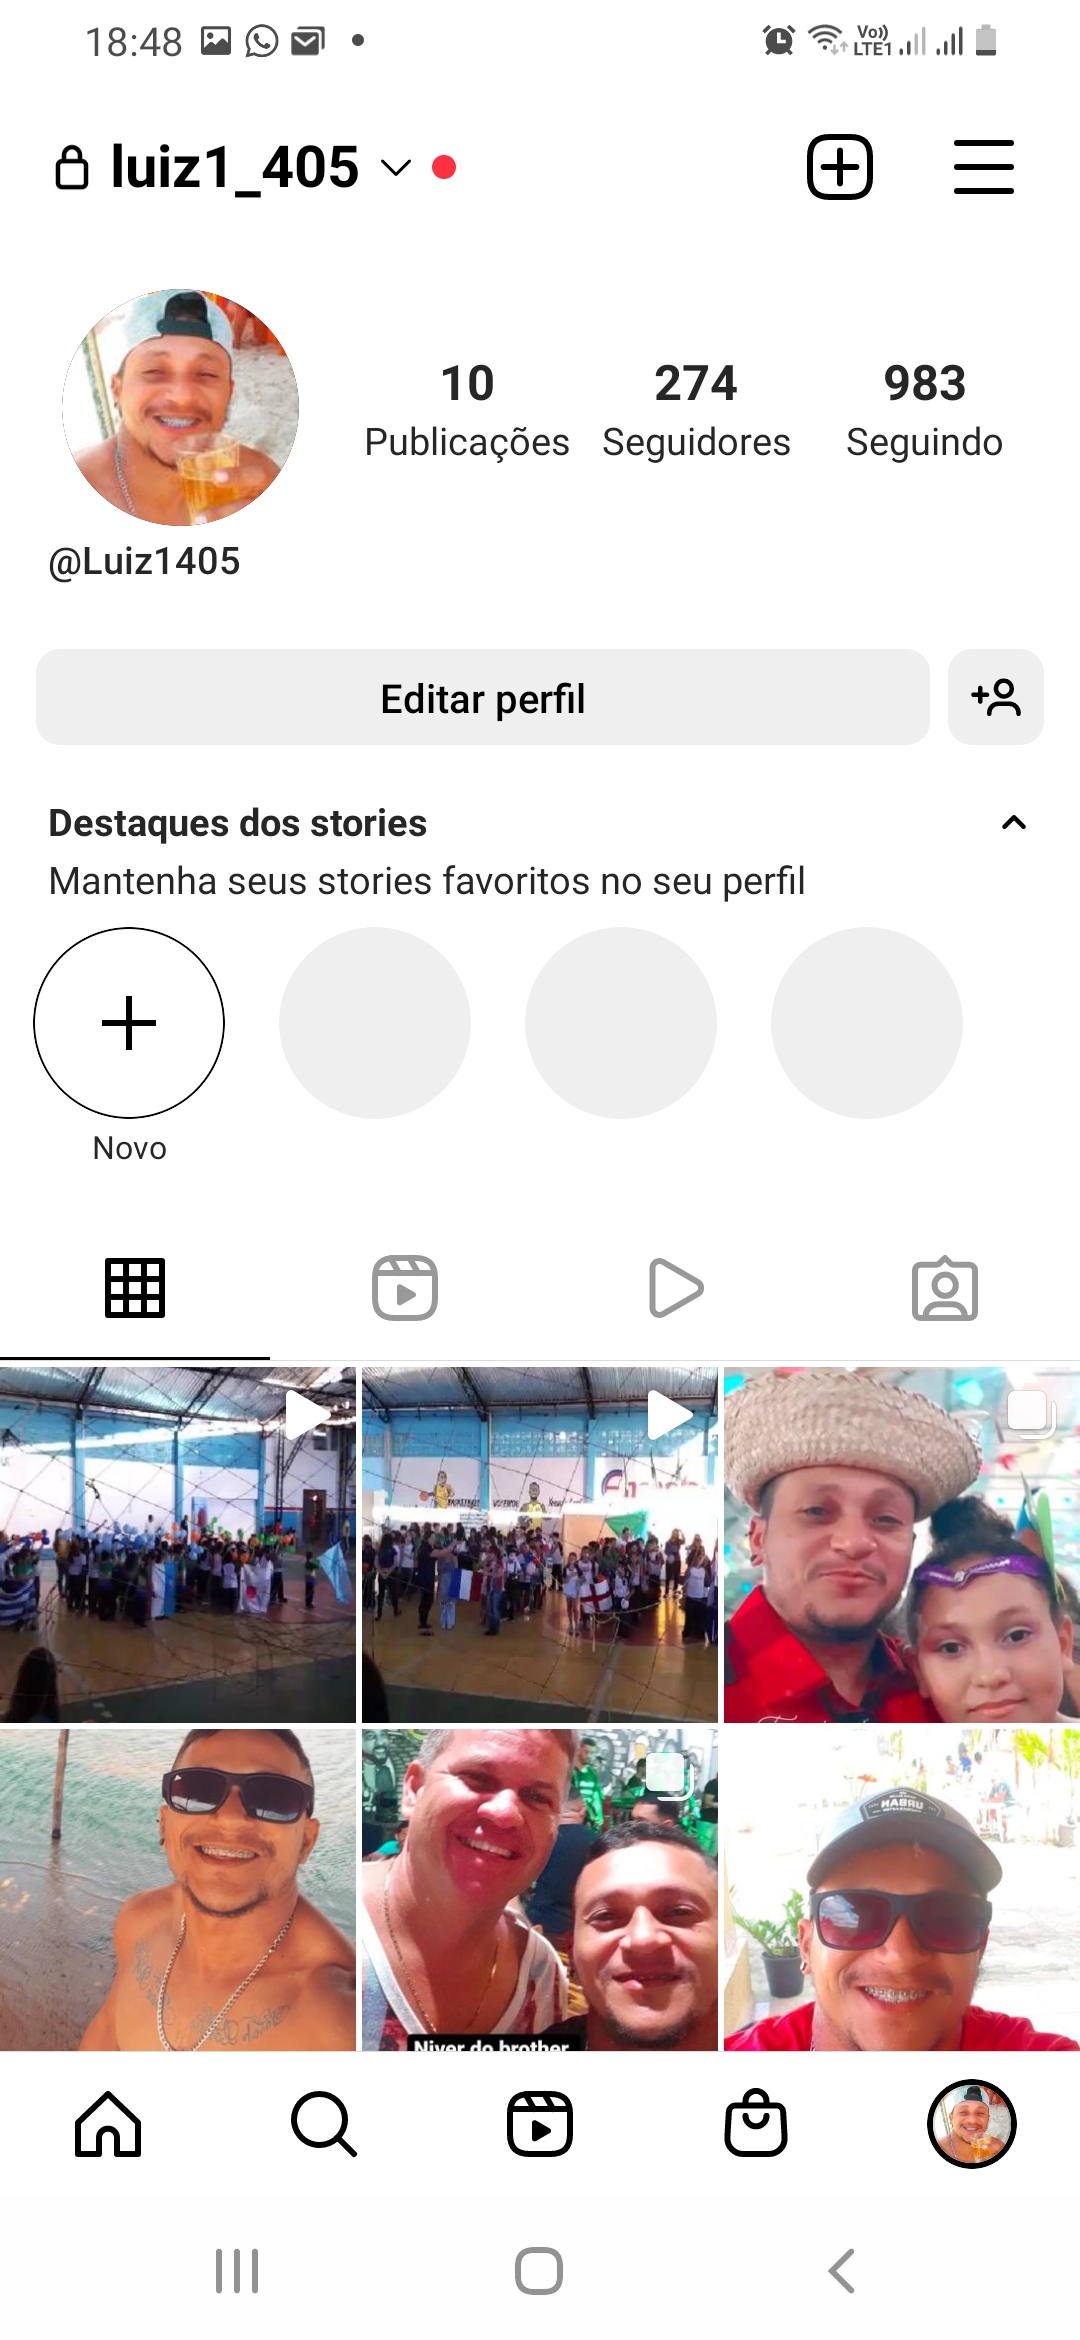 18:48
Vo))
LTE1
luiz1_405
10
274
983
Publicações
Seguidores
Seguindo
@Luiz1405
Editar perfil
Destaques dos stories
Mantenha seus stories favoritos no seu perfil
Novo
URBAN
Niver do brother